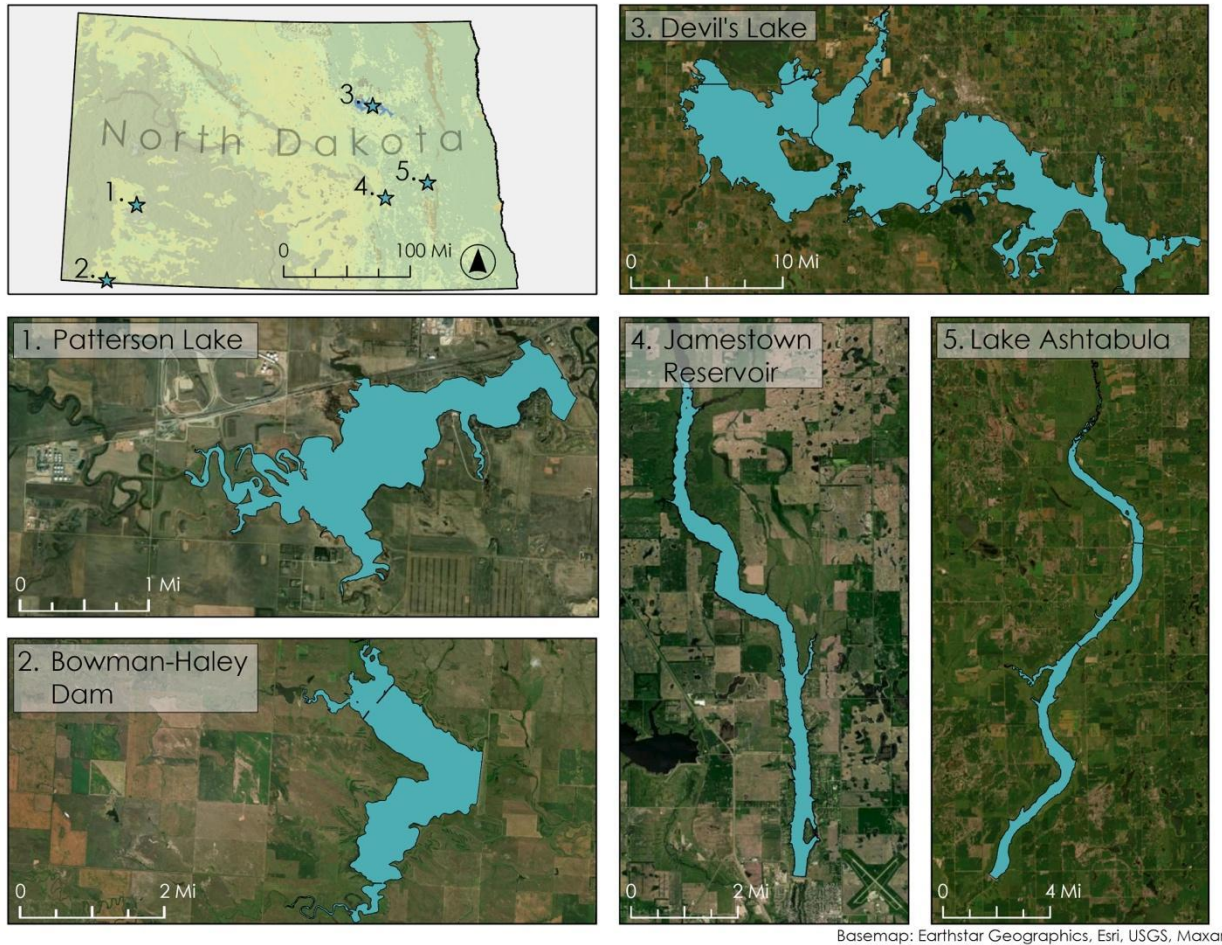 North Dakota
1.
2.
3.
4.
5.
0
100 Mi
3. Devil's Lake
0
10 Mi
1. Patterson Lake
0
1 Mi
2. Bowman-Haley
Dam
0
2 Mi
4. Jamestown
Reservoir
0
2 Mi
5. Lake Ashtabula
0
4 Mi
Basemap: Earthstar Geographics, Esri, USGS, Maxar